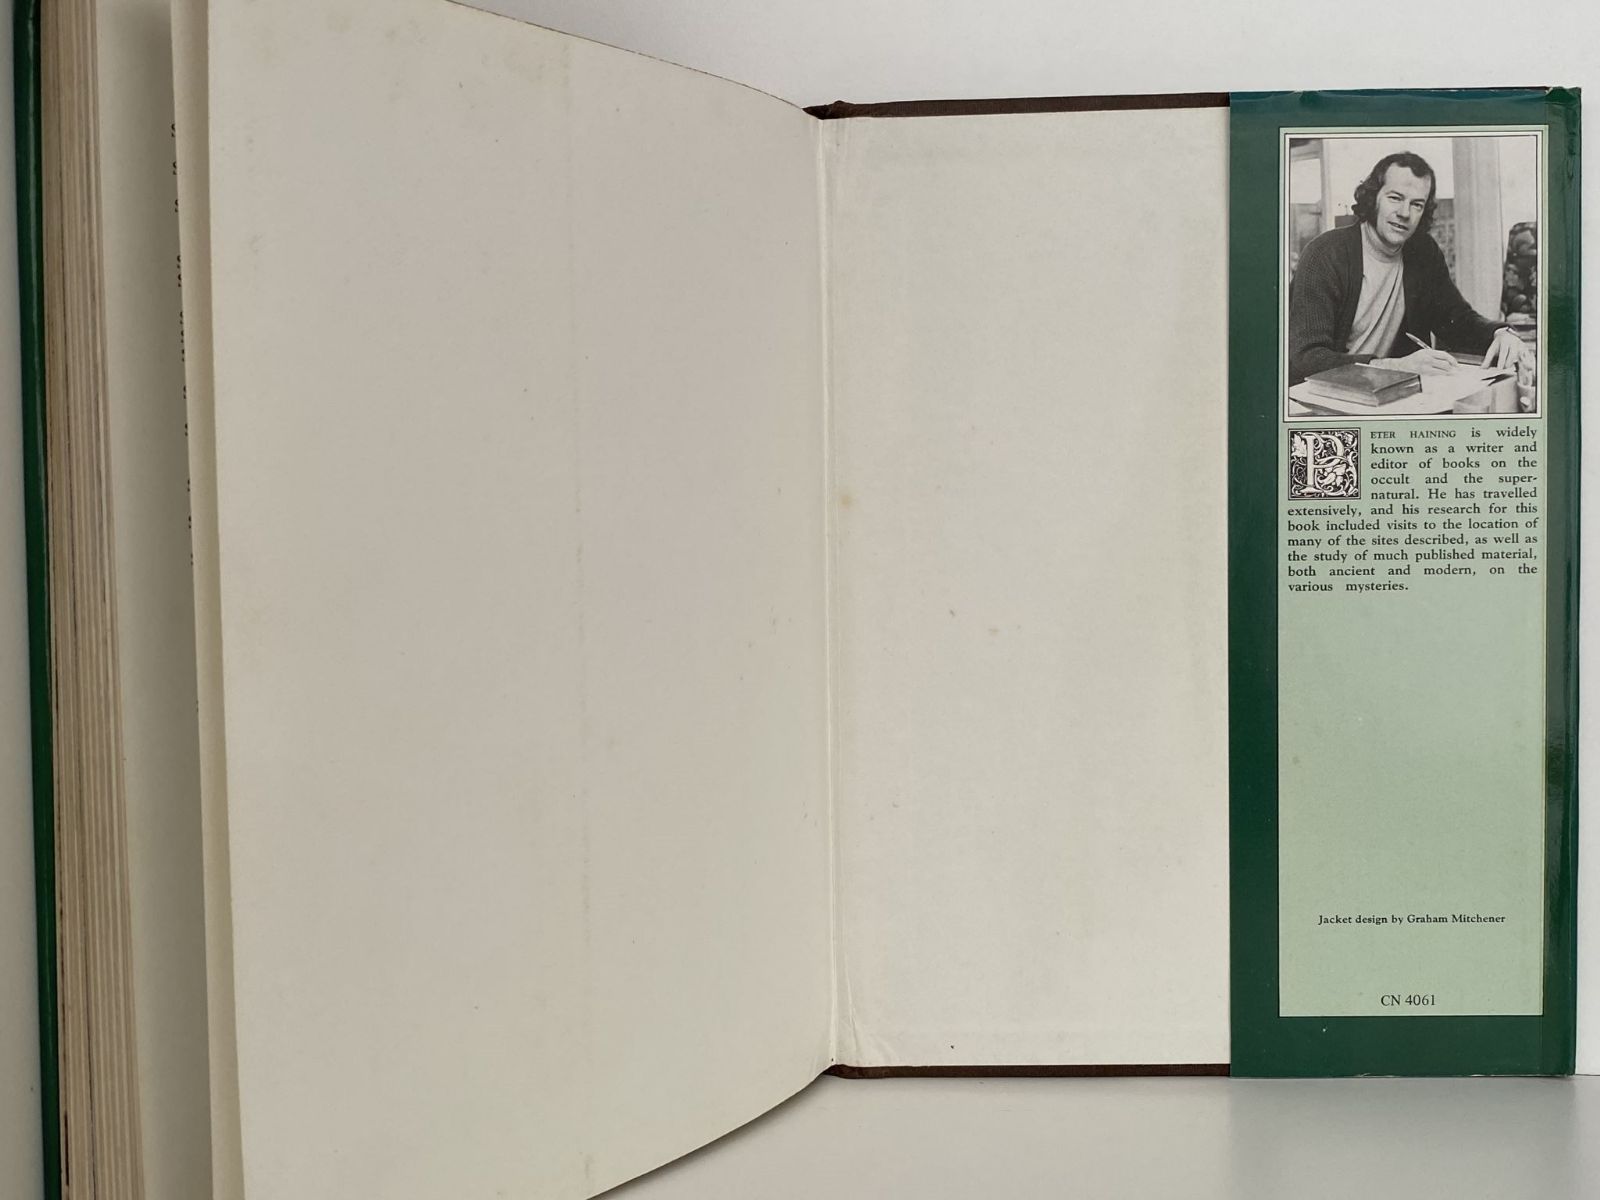 PETER HAINING is widely
known as a writer and
editor of books on the
occult and the super-
natural. He has travelled
extensively, and his research for this
book included visits to the location of
many of the sites described, as well as
the study of much published material,
both ancient and modern, on the
various mysteries.
Jacket design by Graham Mitchener
CN 4061